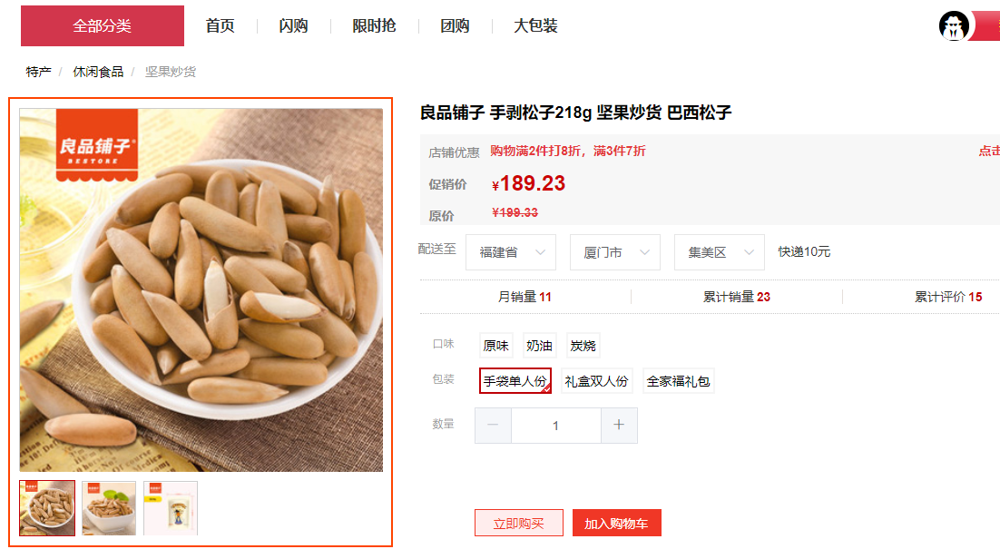 全部分类 首页 闪购 限时抢 团购 大包装
特产 / 休闲食品 / 坚果炒货
良品铺子 手剥松子218g 坚果炒货 巴西松子
良品铺子®
BESTORE
店铺优惠 购物满2件打8折，满3件7折 点击
促销价 ¥189.23
原价 ¥199.33
配送至 福建省 厦门市 集美区 快递10元
月销量 11 累计销量 23 累计评价 15
口味 原味 奶油 炭烧
包装 手袋单人份 礼盒双人份 全家福礼包
数量 － 1 +
立即购买 加入购物车